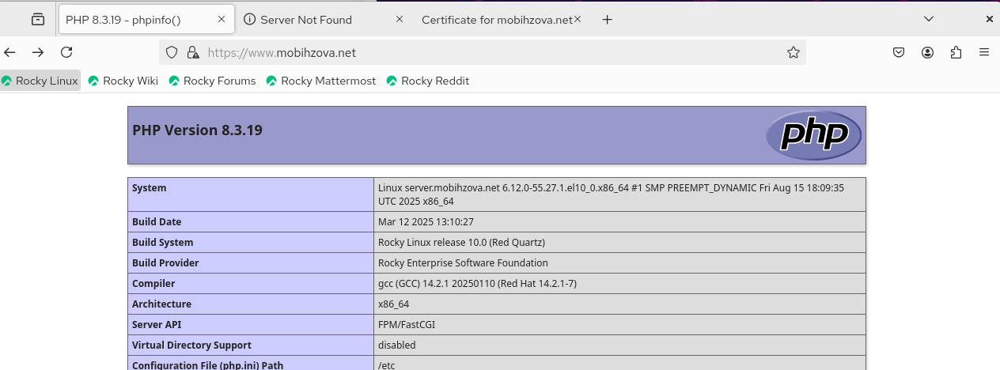 PHP 8.3.19 - phpinfo()
Server Not Found
Certificate for mobihzova.net
https://www.mobihzova.net
Rocky Linux
Rocky Wiki
Rocky Forums
Rocky Mattermost
Rocky Reddit
PHP Version 8.3.19
php
System
Linux server.mobihzova.net 6.12.0-55.27.1.el10_0.x86_64 #1 SMP PREEMPT_DYNAMIC Fri Aug 15 18:09:35
UTC 2025 x86_64
Build Date
Mar 12 2025 13:10:27
Build System
Rocky Linux release 10.0 (Red Quartz)
Build Provider
Rocky Enterprise Software Foundation
Compiler
gcc (GCC) 14.2.1 20250110 (Red Hat 14.2.1-7)
Architecture
x86_64
Server API
FPM/FastCGI
Virtual Directory Support
disabled
Configuration File (php.ini) Path
/etc